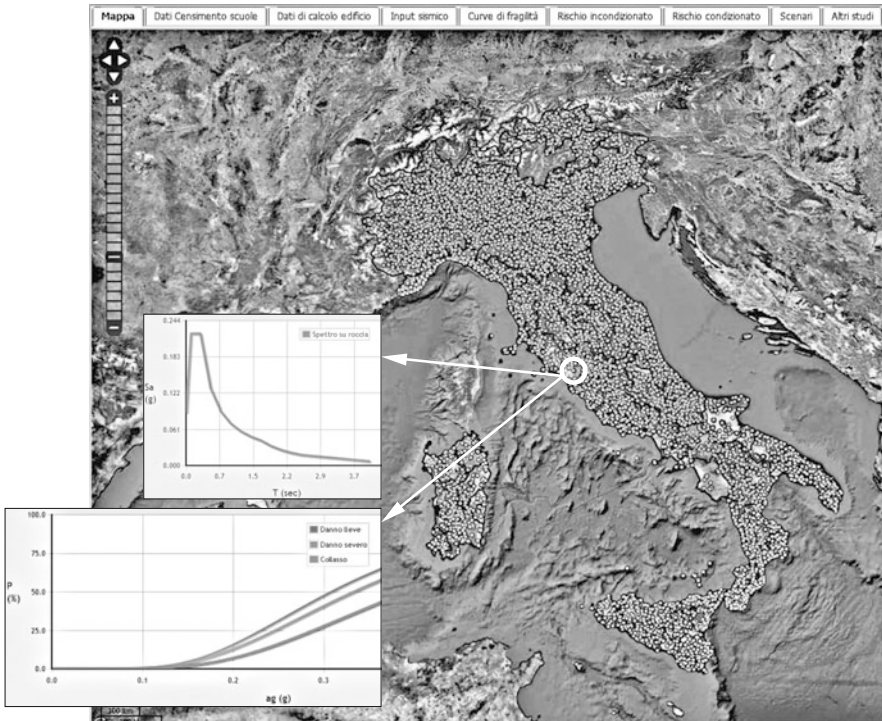 Mappa Dati Censimento scuole Dati di calcolo edificio Input sismico Curve di fragilità Rischio incondizionato Rischio condizionato Scenari Altri studi
0.244
0.183
0.122
0.061
0.000
Sa
(g)
Spettro su roccia
0.0 0.7 1.5 2.2 2.9 3.7
T (sec)
100.0
75.0
50.0
25.0
0.0
P
(%)
Danno lieve
Danno severo
Collasso
0.0 0.1 0.2 0.3
ag (g)
100 km